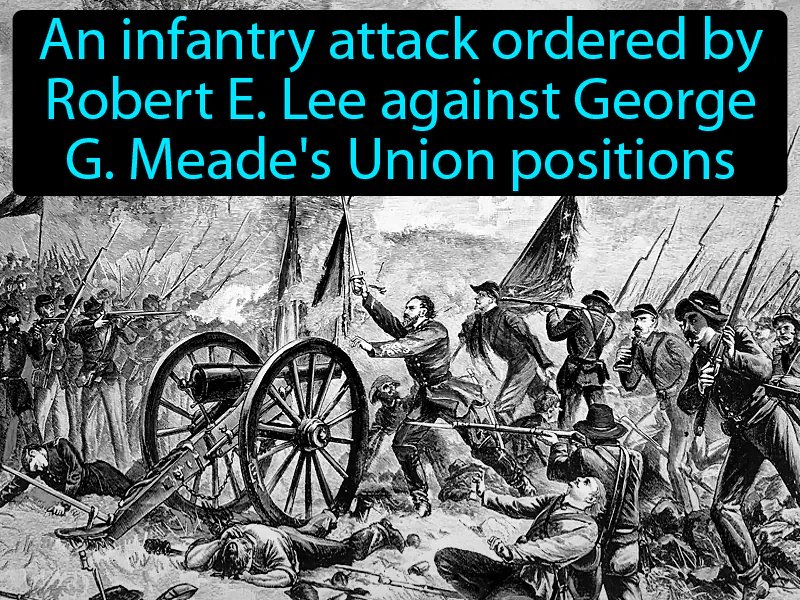 An infantry attack ordered by
Robert E. Lee against George
G. Meade's Union positions